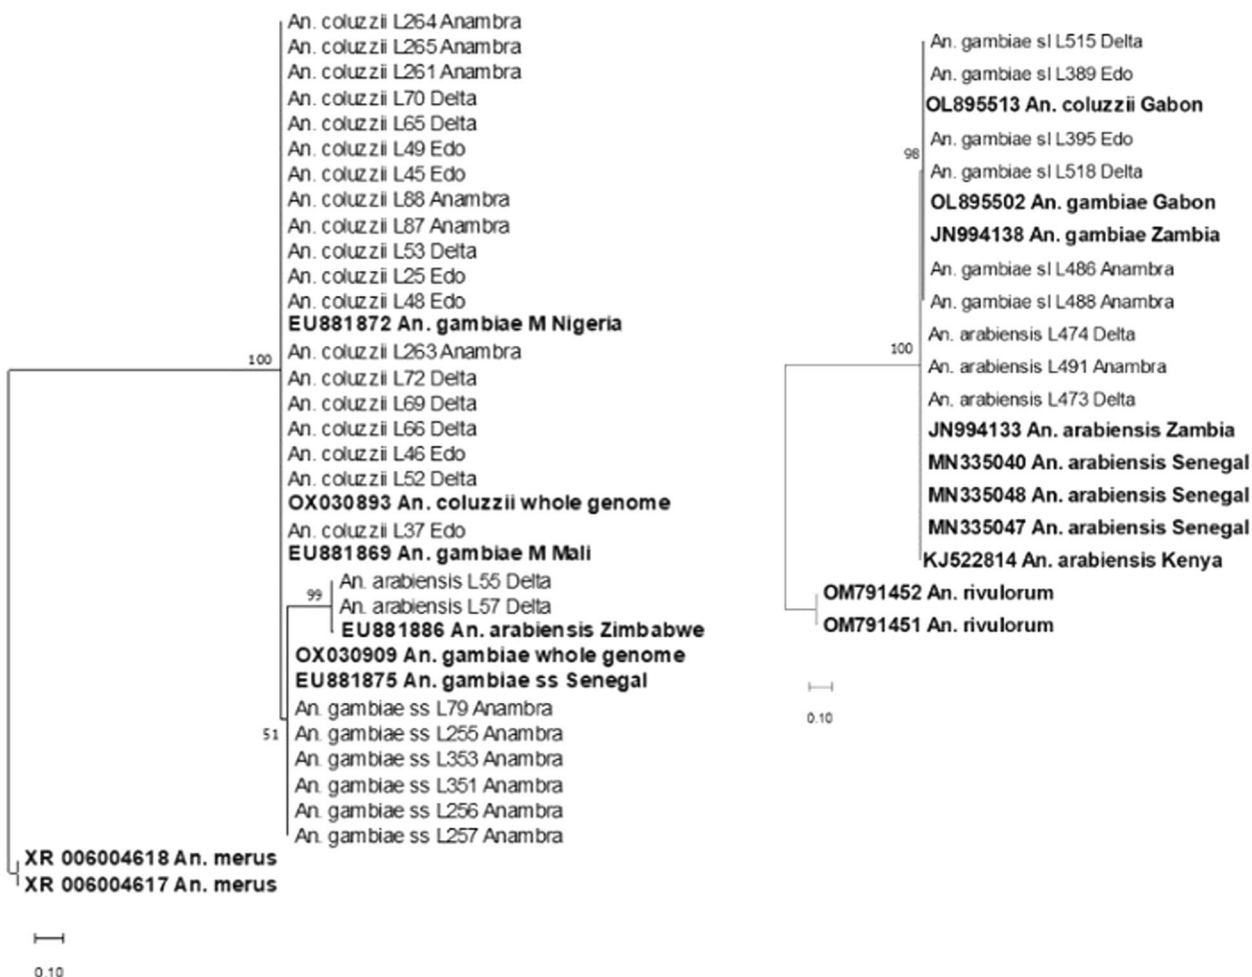 An. coluzzii L264 Anambra
An. coluzzii L265 Anambra
An. coluzzii L261 Anambra
An. coluzzii L70 Delta
An. coluzzii L65 Delta
An. coluzzii L49 Edo
An. coluzzii L45 Edo
An. coluzzii L88 Anambra
An. coluzzii L87 Anambra
An. coluzzii L53 Delta
An. coluzzii L25 Edo
An. coluzzii L48 Edo
EU881872 An. gambiae M Nigeria
An. coluzzii L263 Anambra
100
An. coluzzii L72 Delta
An. coluzzii L69 Delta
An. coluzzii L66 Delta
An. coluzzii L46 Edo
An. coluzzii L52 Delta
OX030893 An. coluzzii whole genome
An. coluzzii L37 Edo
EU881869 An. gambiae M Mali
An. arabiensis L55 Delta
99
An. arabiensis L57 Delta
EU881886 An. arabiensis Zimbabwe
OX030909 An. gambiae whole genome
EU881875 An. gambiae ss Senegal
An. gambiae ss L79 Anambra
51
An. gambiae ss L255 Anambra
An. gambiae ss L353 Anambra
An. gambiae ss L351 Anambra
An. gambiae ss L256 Anambra
An. gambiae ss L257 Anambra
XR 006004618 An. merus
XR 006004617 An. merus
0.10
An. gambiae sl L515 Delta
An. gambiae sl L389 Edo
OL895513 An. coluzzii Gabon
An. gambiae sl L395 Edo
98
An. gambiae sl L518 Delta
OL895502 An. gambiae Gabon
JN994138 An. gambiae Zambia
An. gambiae sl L486 Anambra
An. gambiae sl L488 Anambra
An. arabiensis L474 Delta
100
An. arabiensis L491 Anambra
An. arabiensis L473 Delta
JN994133 An. arabiensis Zambia
MN335040 An. arabiensis Senegal
MN335048 An. arabiensis Senegal
MN335047 An. arabiensis Senegal
KJ522814 An. arabiensis Kenya
OM791452 An. rivulorum
OM791451 An. rivulorum
0.10